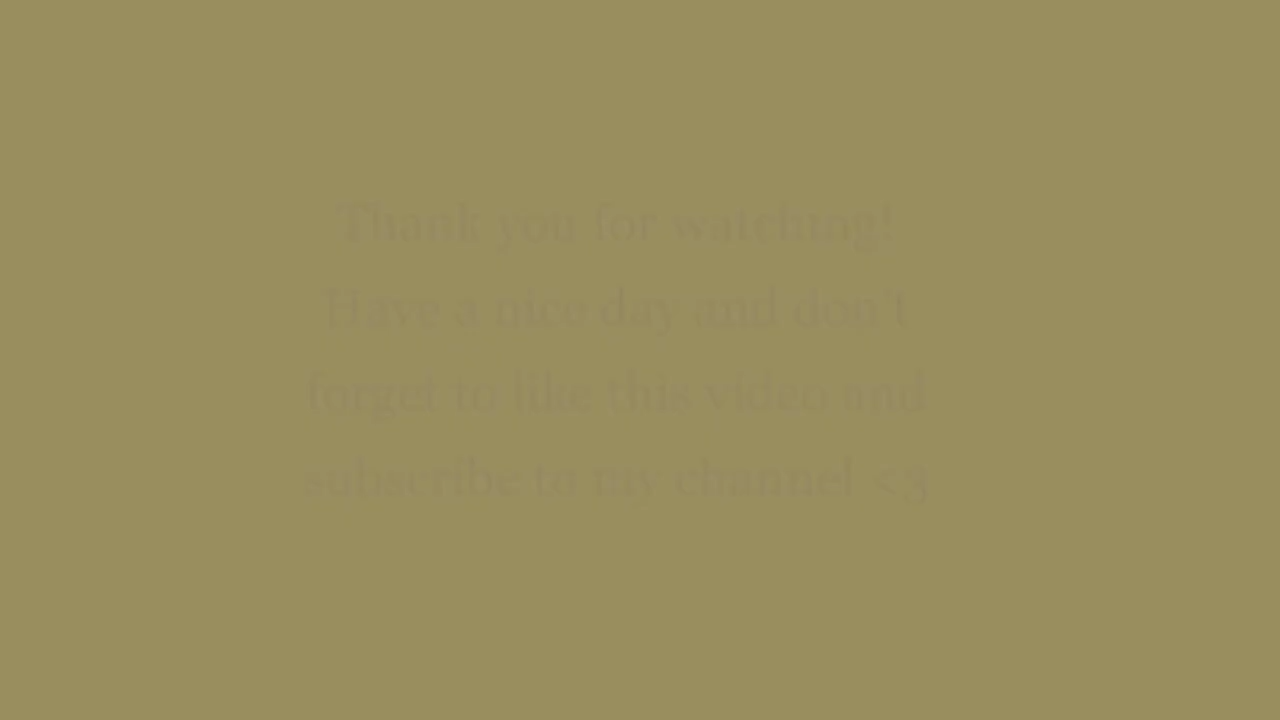 Thank you for watching!
Have a nice day and don't
forget to like this video and
subscribe to my channel <3